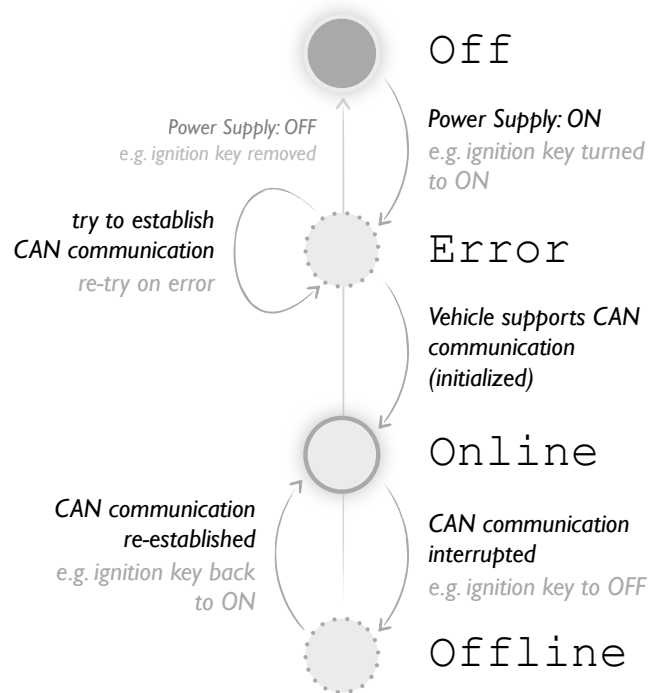 Off
Power Supply: OFF
e.g. ignition key removed
Power Supply: ON
e.g. ignition key turned
to ON
try to establish
CAN communication
re-try on error
Error
Vehicle supports CAN
communication
(initialized)
Online
CAN communication
re-established
e.g. ignition key back
to ON
CAN communication
interrupted
e.g. ignition key to OFF
Offline